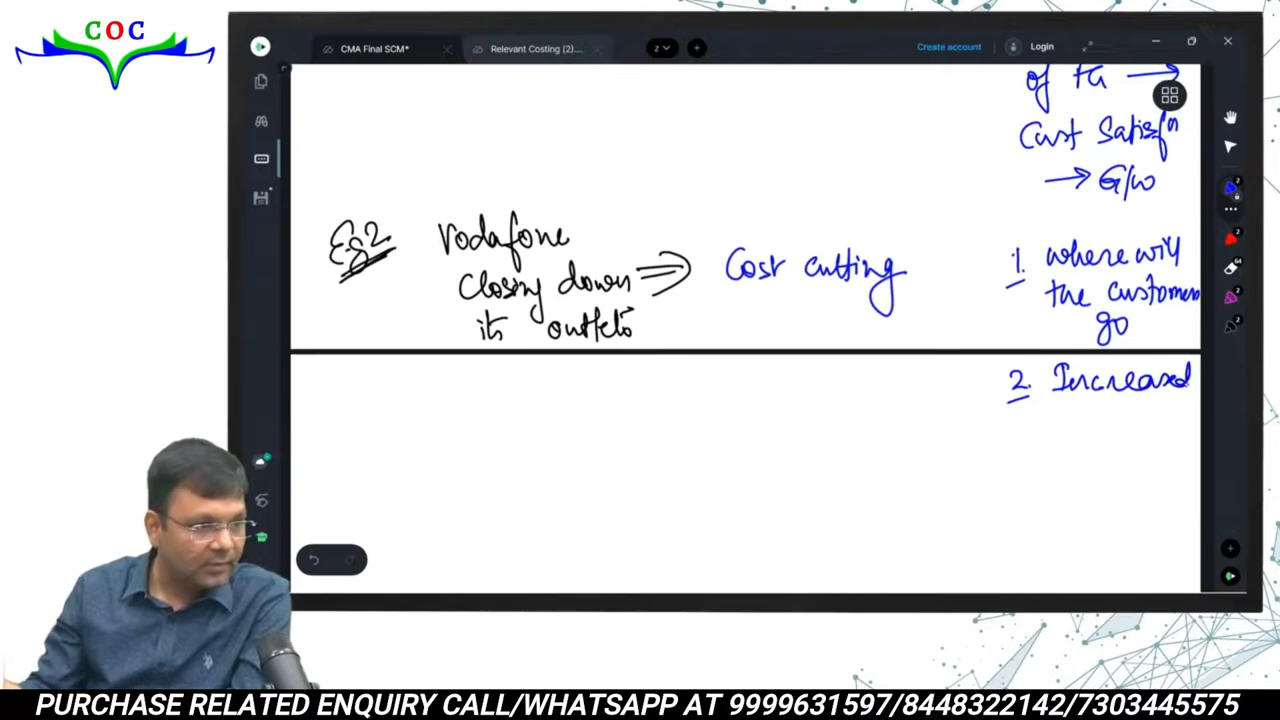 COC
CMA Final SCM*
Relevant Costing (2)...
2
Create account
Login
of FG →
Cust Satisfn
→ G/W
Eg2
Vodafone
closing down ⇒
its outlets
Cost cutting
1. where will
the customers
go
2. Increased
PURCHASE RELATED ENQUIRY CALL/WHATSAPP AT 9999631597/8448322142/7303445575